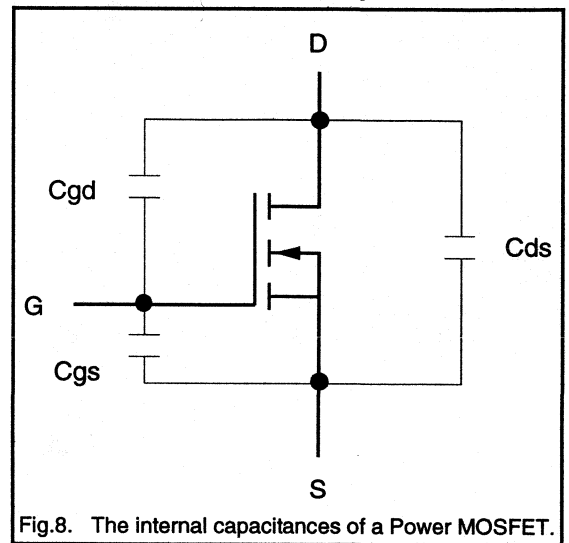 D
Cgd
Cds
G
Cgs
S
Fig.8. The internal capacitances of a Power MOSFET.